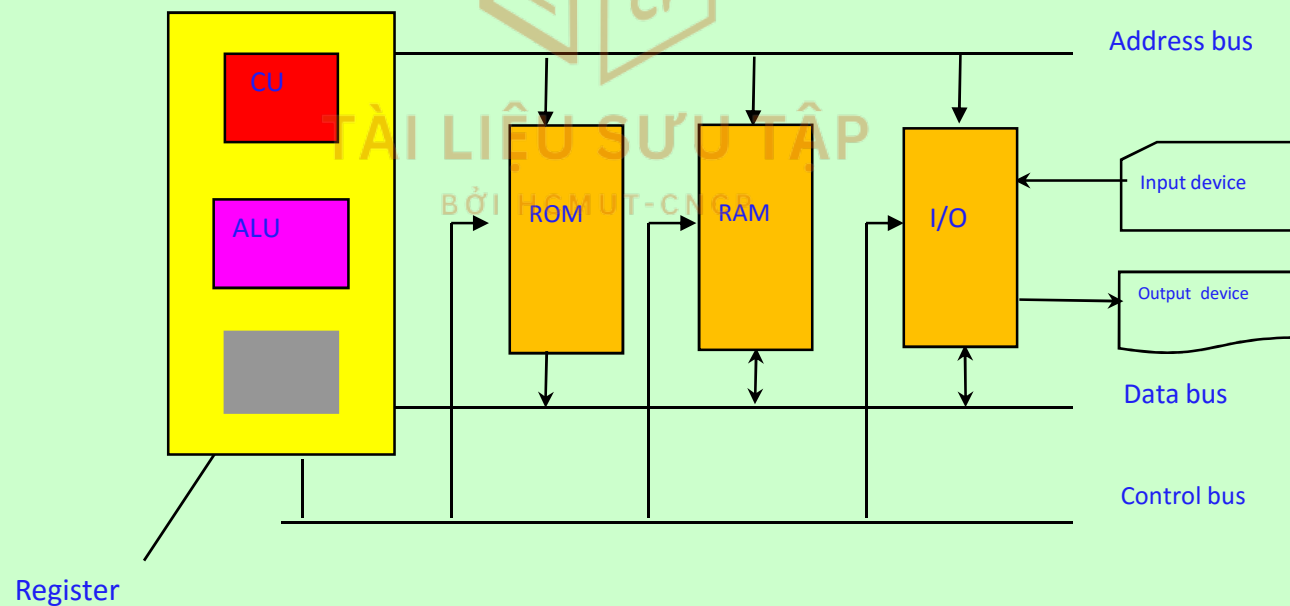 Address bus
CU
TÀI LIỆU SƯU TẬP
Input device
BỞI HCMUT-CNCP
ROM
RAM
I/O
ALU
Output device
Data bus
Control bus
Register